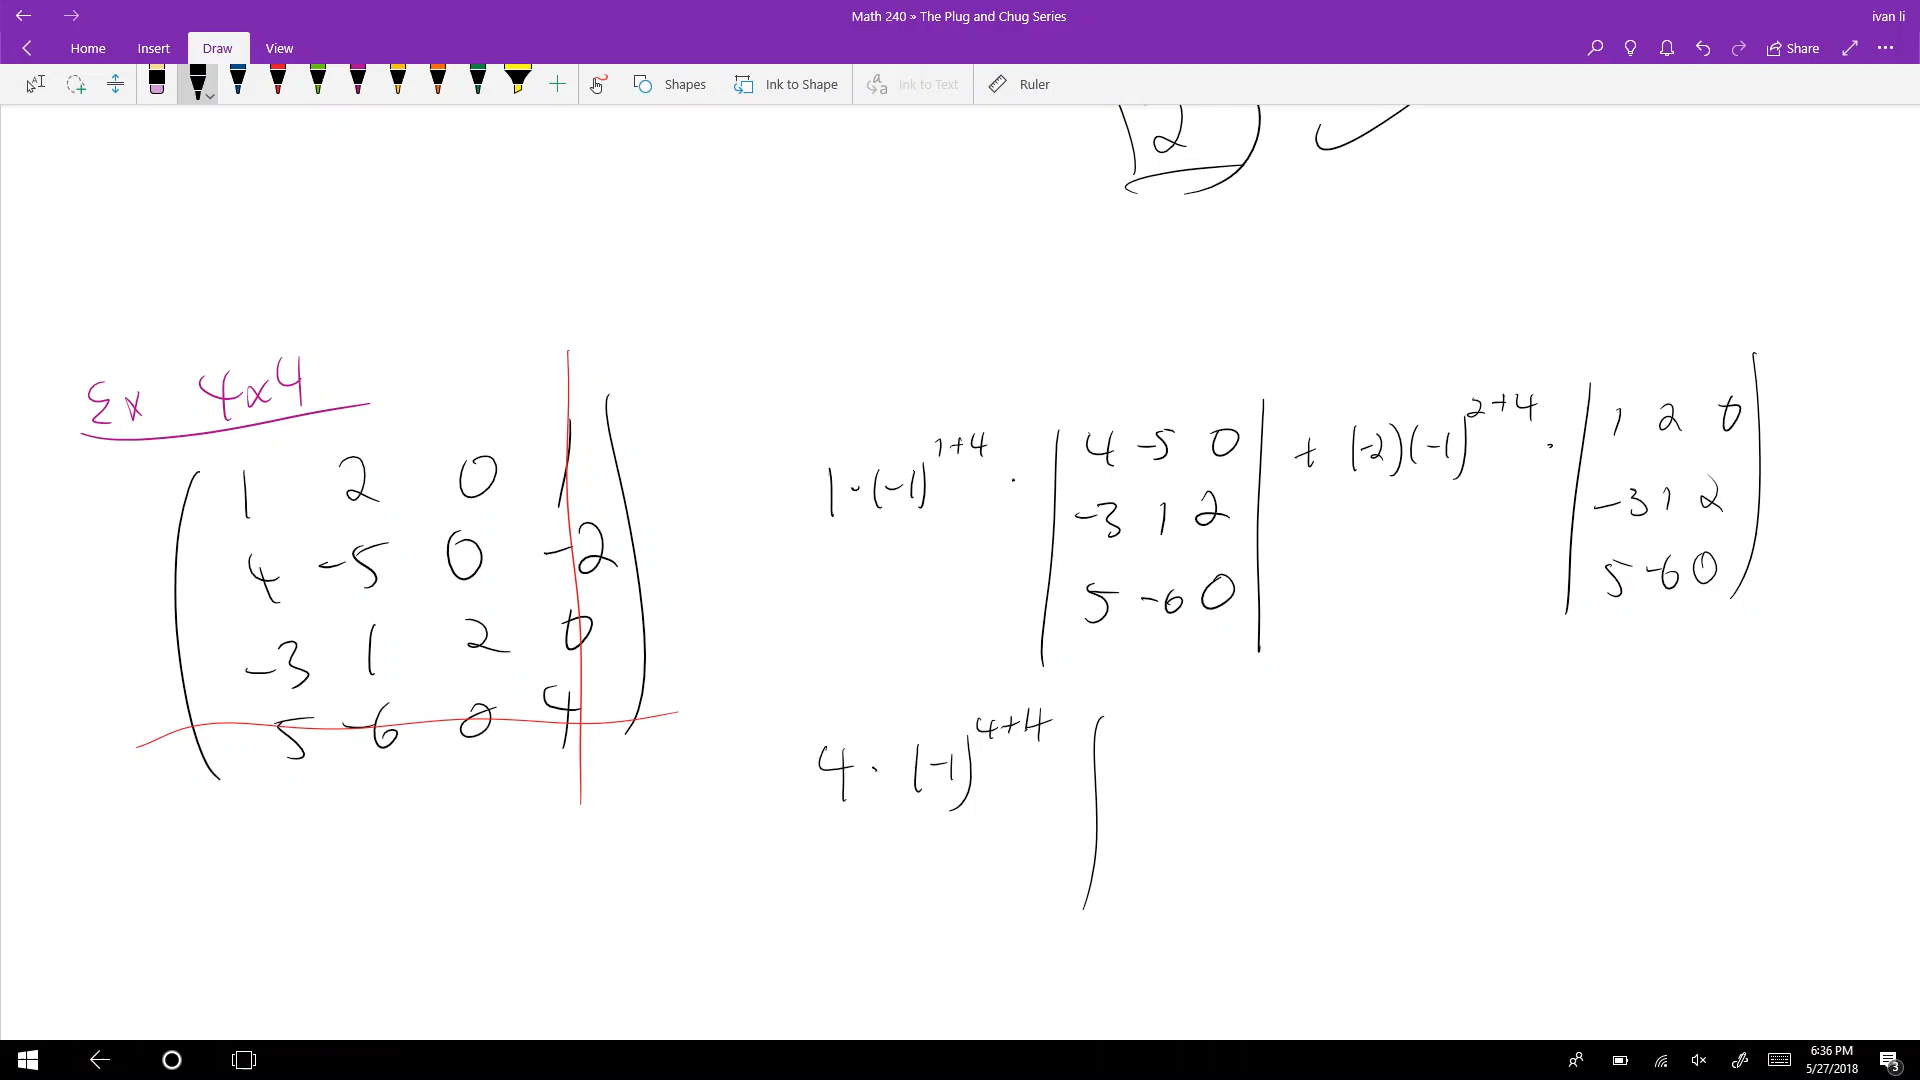 Math 240 » The Plug and Chug Series
ivan li
Home Insert Draw View
Share
Shapes Ink to Shape Ink to Text Ruler
2
Ex 4x4
1 2 0 1
4 -5 0 -2
-3 1 2 0
5 -6 0 4
1·(-1)^1+4 · | 4 -5 0 | + (-2)(-1)^2+4 · | 1 2 0 |
-3 1 2
-3 1 2
5 -6 0
5 -6 0
4·(-1)^4+4 |
6:36 PM
5/27/2018
3